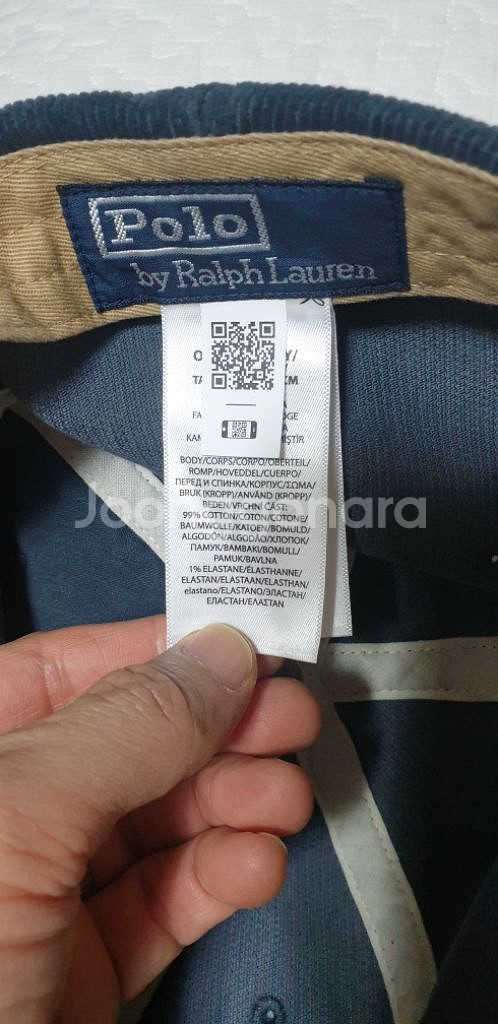 Polo
by Ralph Lauren
BODY/CORPS/CORPO/OBERTEIL/
ROMP/HOVEDDEL/CUERPO/
ПЕРЕД И СПИНКА/КОРПУС/ΣΩΜΑ/
BRUK (KROPP)/ANVÄND (KROPP)/
BEDEN/VRCHNÍ ČÁST:
99% COTTON/COTON/COTONE/
BAUMWOLLE/KATOEN/BOMULD/
ALGODÓN/ALGODÃO/ХЛОПОК/
ПАМУК/BAMBAKI/BOMULL/
PAMUK/BAVLNA
1% ELASTANE/ÉLASTHANNE/
ELASTAN/ELASTAAN/ELASTHAN/
elastano/ELASTANO/ЭЛАСТАН/
ЕЛАСТАН/ΕΛΑΣΤΑΝ